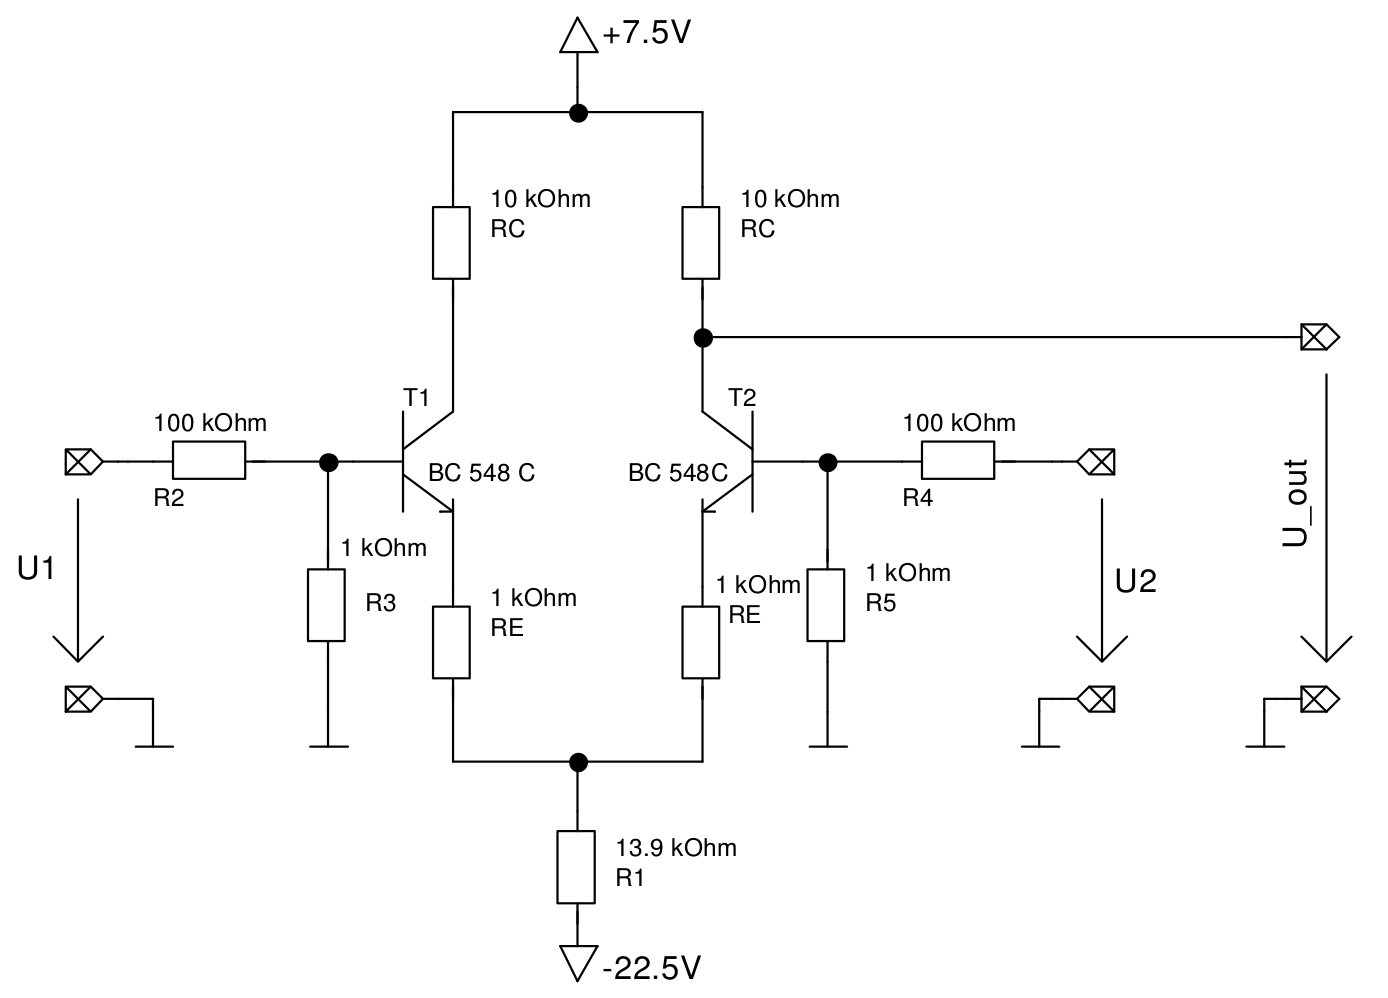 +7.5V
10 kOhm
RC
10 kOhm
RC
T1
T2
100 kOhm
R2
BC 548 C
BC 548C
100 kOhm
R4
U1
1 kOhm
R3
1 kOhm
RE
1 kOhm
RE
1 kOhm
R5
U2
U_out
13.9 kOhm
R1
-22.5V